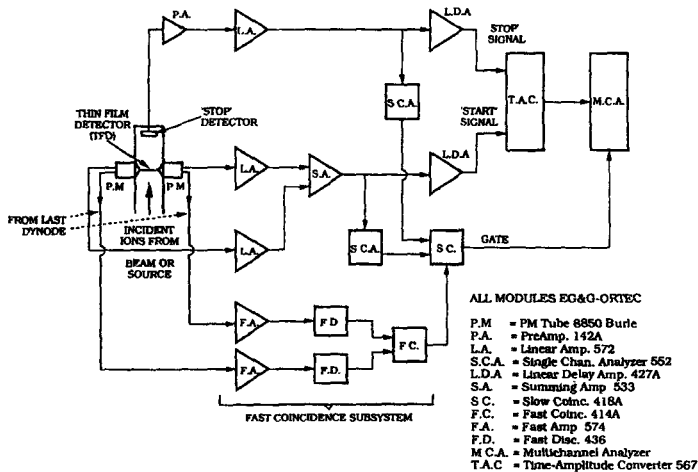 P.A.
L.A.
L.D.A
'STOP'
SIGNAL
THIN FILM
DETECTOR
(TFD)
'STOP'
DETECTOR
S.C.A.
T.A.C.
M.C.A.
'START'
SIGNAL
L.D.A
P.M
P M
L.A.
S.A.
FROM LAST
DYNODE
INCIDENT
IONS FROM
BEAM OR
SOURCE
L.A.
S C.A.
S C.
GATE
F.A.
F D
F.A.
F.D.
F C.
FAST COINCIDENCE SUBSYSTEM
ALL MODULES EG&G-ORTEC
P.M = PM Tube 8850 Burle
P.A. = PreAmp. 142A
L.A. = Linear Amp. 572
S.C.A. = Single Chan. Analyzer 552
L.D.A = Linear Delay Amp. 427A
S.A. = Summing Amp 533
S C. = Slow Coinc. 418A
F.C. = Fast Coinc. 414A
F.A. = Fast Amp 574
F.D. = Fast Disc. 436
M C.A. = Multichannel Analyzer
T.A.C = Time-Amplitude Converter 567